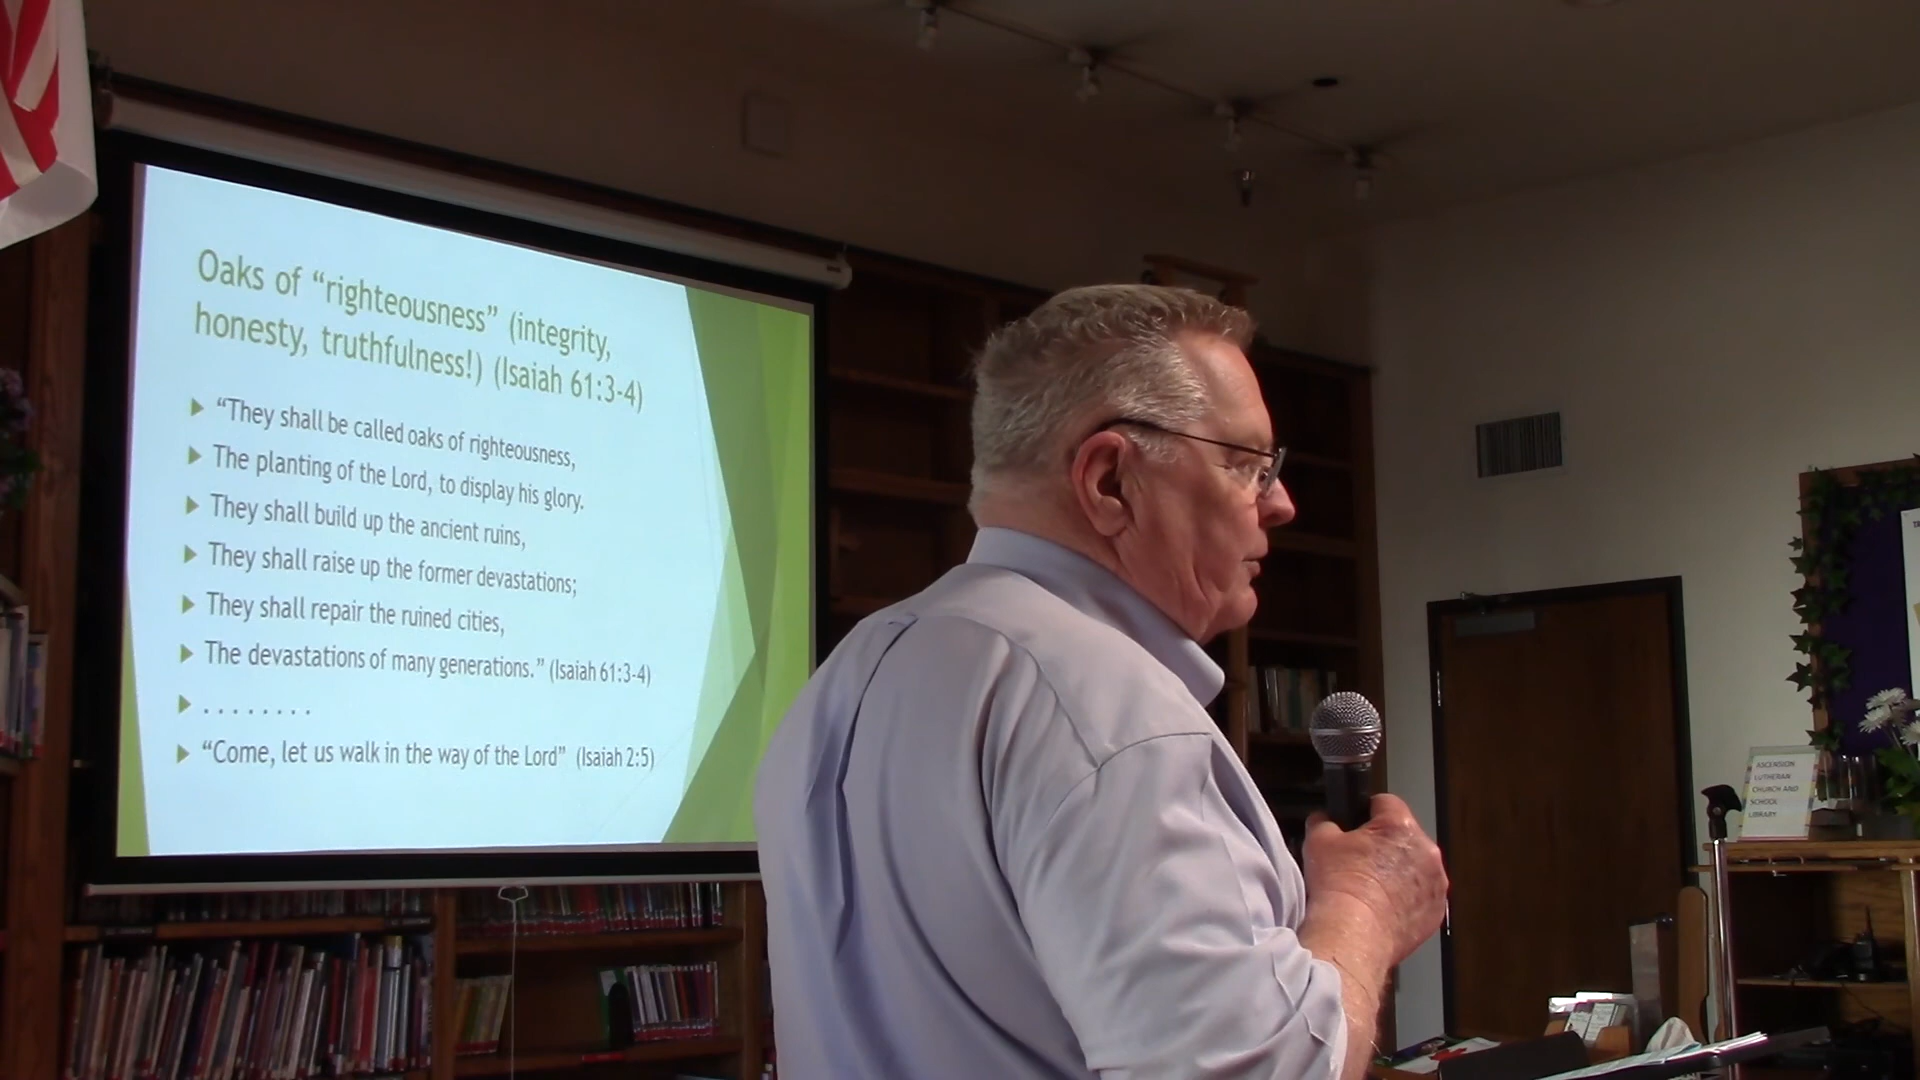 Oaks of “righteousness” (integrity,
honesty, truthfulness!) (Isaiah 61:3-4)
“They shall be called oaks of righteousness,
The planting of the Lord, to display his glory.
They shall build up the ancient ruins,
They shall raise up the former devastations;
They shall repair the ruined cities,
The devastations of many generations.” (Isaiah 61:3-4)
. . . . . . . .
“Come, let us walk in the way of the Lord” (Isaiah 2:5)
ASCENSION
LUTHERAN
CHURCH AND
SCHOOL
LIBRARY